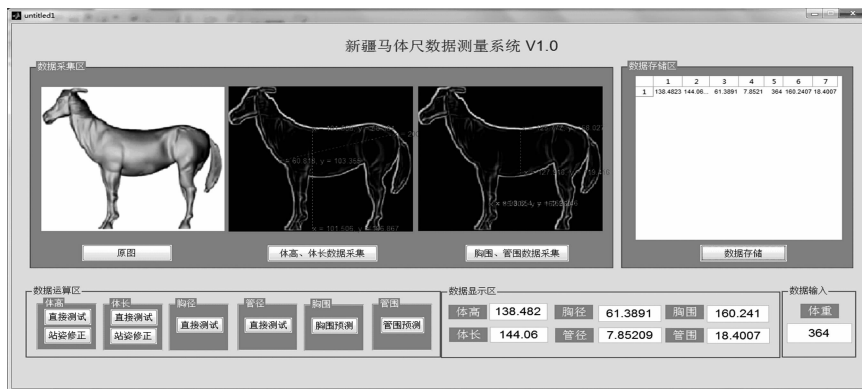 untitled1
新疆马体尺数据测量系统 V1.0
数据采集区
原图
体高、体长数据采集
胸围、管围数据采集
数据存储区
1 2 3 4 5 6 7
1 138.4823 144.06... 61.3891 7.8521 364 160.2407 18.4007
数据存储
数据运算区
体高 体长 胸径 管径 胸围 管围
直接测试 直接测试 直接测试 直接测试 胸围预测 管围预测
站姿修正 站姿修正
数据显示区
体高 138.482 胸径 61.3891 胸围 160.241
体长 144.06 管径 7.85209 管围 18.4007
数据输入
体重
364